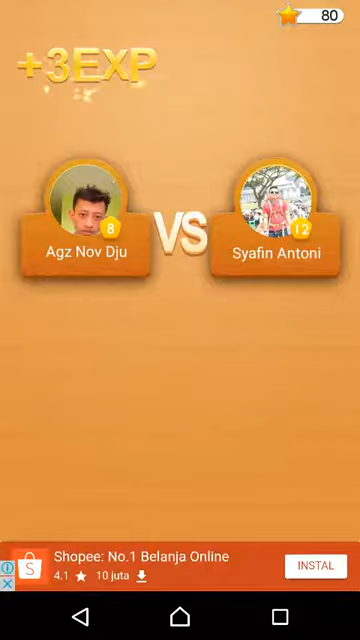 80
+3EXP
8
12
VS
Agz Nov Dju
Syafin Antoni
Shopee: No.1 Belanja Online
4.1 ★ 10 juta
INSTAL